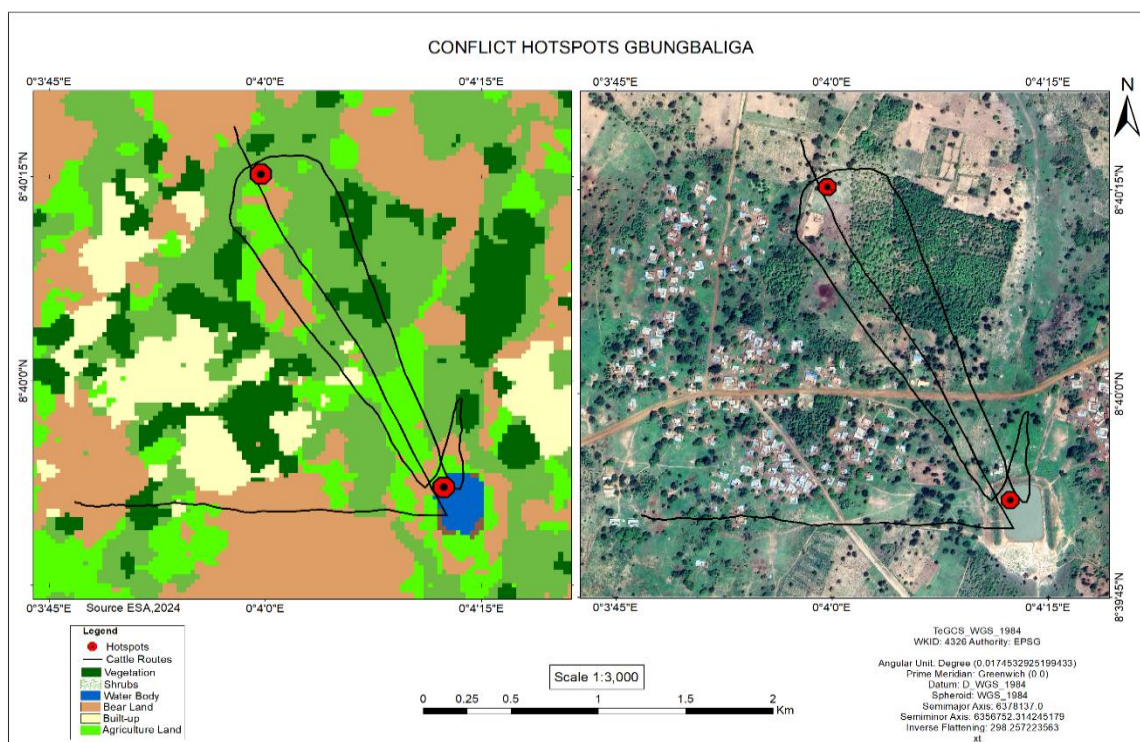 CONFLICT HOTSPOTS GBUNGBALIGA
N
0°3'45"E 0°4'0"E 0°4'15"E 0°3'45"E 0°4'0"E 0°4'15"E
8°40'15"N
8°40'0"N
8°40'15"N
8°40'0"N
8°39'45"N
0°3'45"E 0°4'0"E 0°4'15"E 0°3'45"E 0°4'0"E 0°4'15"E
Source ESA,2024
Legend
Hotspots
Cattle Routes
Vegetation
Shrubs
Water Body
Bear Land
Built-up
Agriculture Land
Scale 1:3,000
0 0.25 0.5 1 1.5 2
Km
TeGCS_WGS_1984
WKID: 4326 Authority: EPSG
Angular Unit: Degree (0.0174532925199433)
Prime Meridian: Greenwich (0.0)
Datum: D_WGS_1984
Spheroid: WGS_1984
Semimajor Axis: 6378137.0
Semiminor Axis: 6356752.314245179
Inverse Flattening: 298.257223563
xt